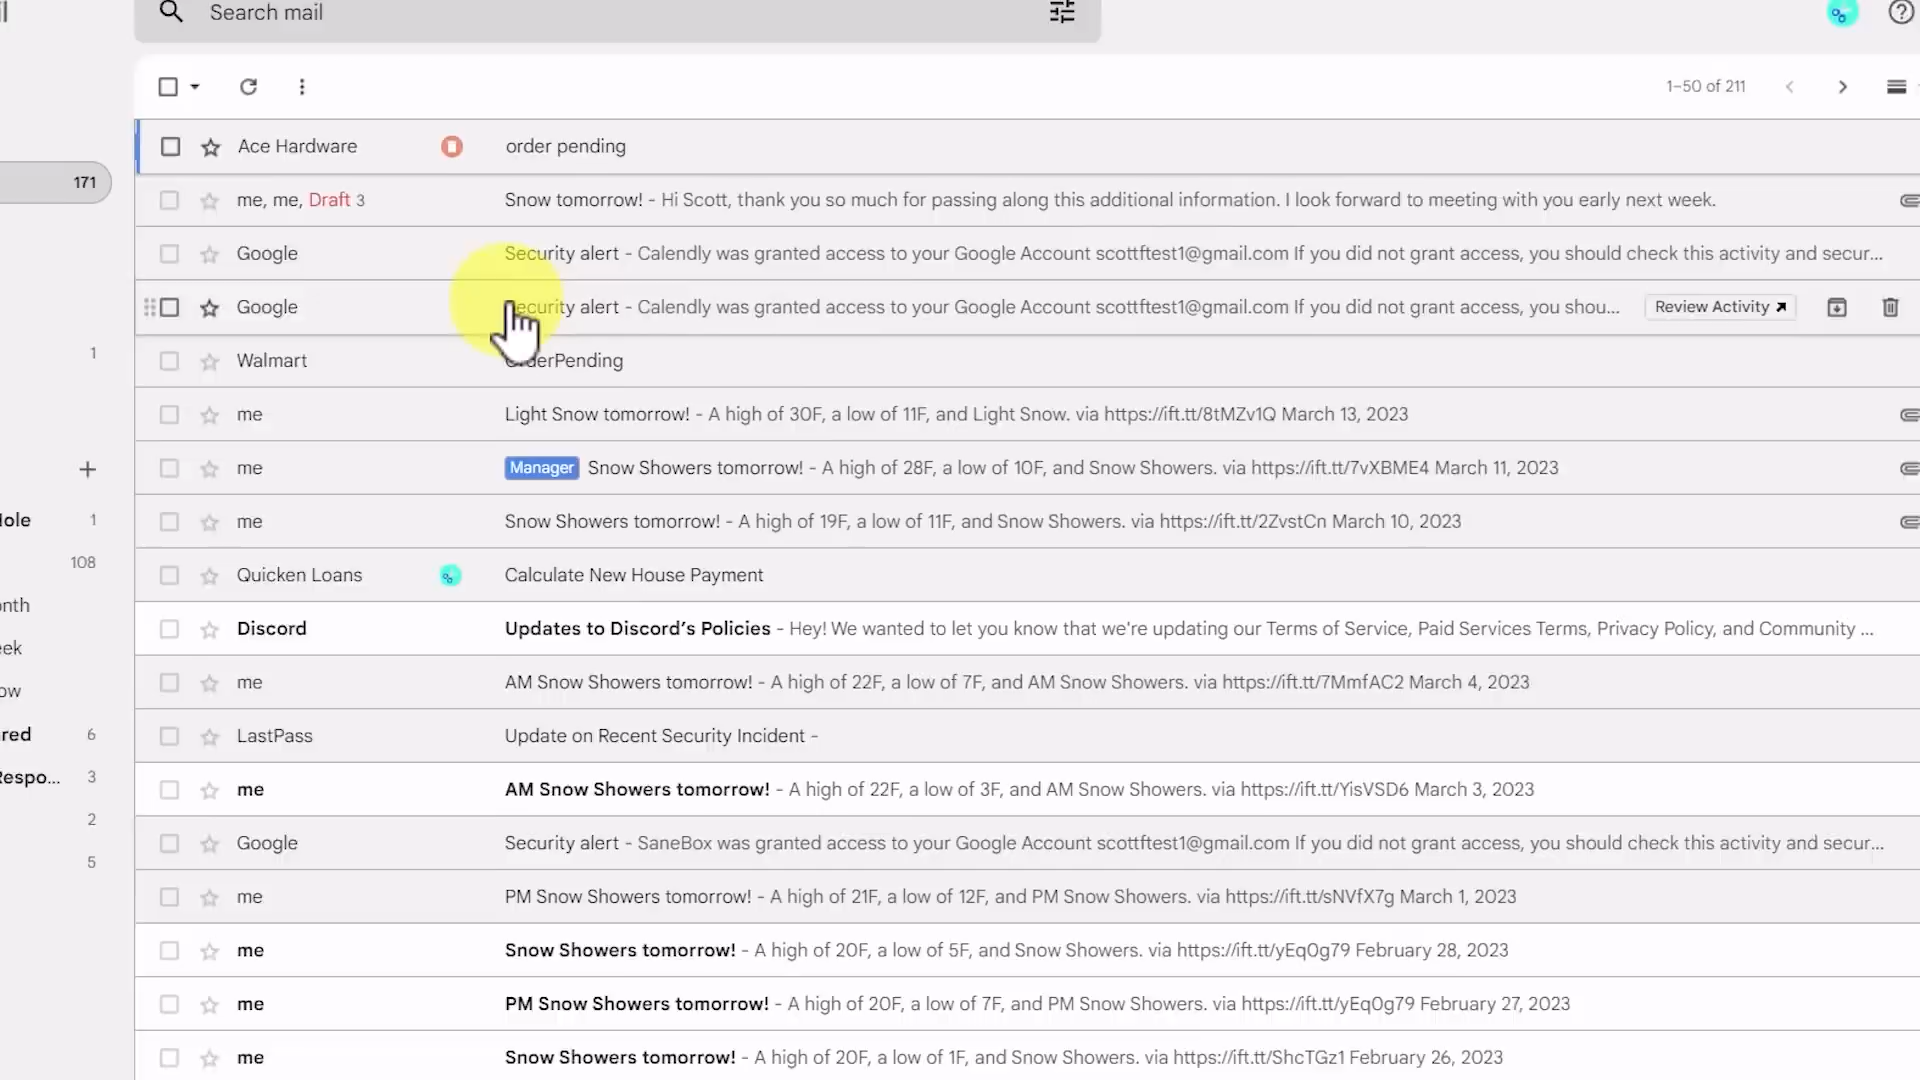 Search mail
1–50 of 211
171
Ace Hardware order pending
me, me, Draft 3 Snow tomorrow! - Hi Scott, thank you so much for passing along this additional information. I look forward to meeting with you early next week.
Google Security alert - Calendly was granted access to your Google Account scottftest1@gmail.com If you did not grant access, you should check this activity and secur...
Google Security alert - Calendly was granted access to your Google Account scottftest1@gmail.com If you did not grant access, you shou... Review Activity
1
Walmart OrderPending
me Light Snow tomorrow! - A high of 30F, a low of 11F, and Light Snow. via https://ift.tt/8tMZv1Q March 13, 2023
me Manager Snow Showers tomorrow! - A high of 28F, a low of 10F, and Snow Showers. via https://ift.tt/7vXBME4 March 11, 2023
ole 1
me Snow Showers tomorrow! - A high of 19F, a low of 11F, and Snow Showers. via https://ift.tt/2ZvstCn March 10, 2023
108
Quicken Loans Calculate New House Payment
onth
Discord Updates to Discord’s Policies - Hey! We wanted to let you know that we're updating our Terms of Service, Paid Services Terms, Privacy Policy, and Community ...
eek
me AM Snow Showers tomorrow! - A high of 22F, a low of 7F, and AM Snow Showers. via https://ift.tt/7MmfAC2 March 4, 2023
ow
red 6
LastPass Update on Recent Security Incident -
Respo... 3
me AM Snow Showers tomorrow! - A high of 22F, a low of 3F, and AM Snow Showers. via https://ift.tt/YisVSD6 March 3, 2023
2
Google Security alert - SaneBox was granted access to your Google Account scottftest1@gmail.com If you did not grant access, you should check this activity and secur...
5
me PM Snow Showers tomorrow! - A high of 21F, a low of 12F, and PM Snow Showers. via https://ift.tt/sNVfX7g March 1, 2023
me Snow Showers tomorrow! - A high of 20F, a low of 5F, and Snow Showers. via https://ift.tt/yEq0g79 February 28, 2023
me PM Snow Showers tomorrow! - A high of 20F, a low of 7F, and PM Snow Showers. via https://ift.tt/yEq0g79 February 27, 2023
me Snow Showers tomorrow! - A high of 20F, a low of 1F, and Snow Showers. via https://ift.tt/ShcTGz1 February 26, 2023